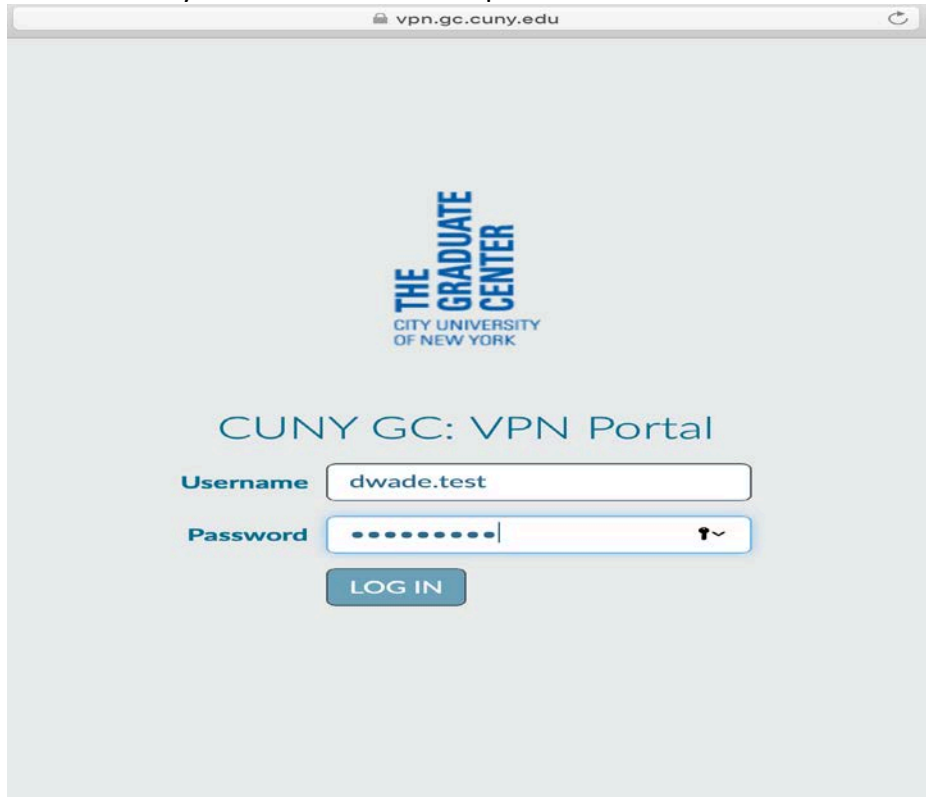 vpn.gc.cuny.edu
THE
GRADUATE
CENTER
CITY UNIVERSITY
OF NEW YORK
CUNY GC: VPN Portal
Username dwade.test
Password •••••••••
LOG IN